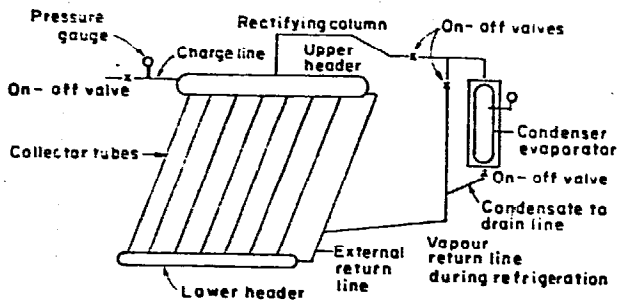 Pressure
gauge
Rectifying column
On-off valves
Charge line
Upper
header
On-off valve
Collector tubes
Condenser
evaporator
On-off valve
Condensate to
drain line
External
return
line
Vapour
return line
during refrigeration
Lower header